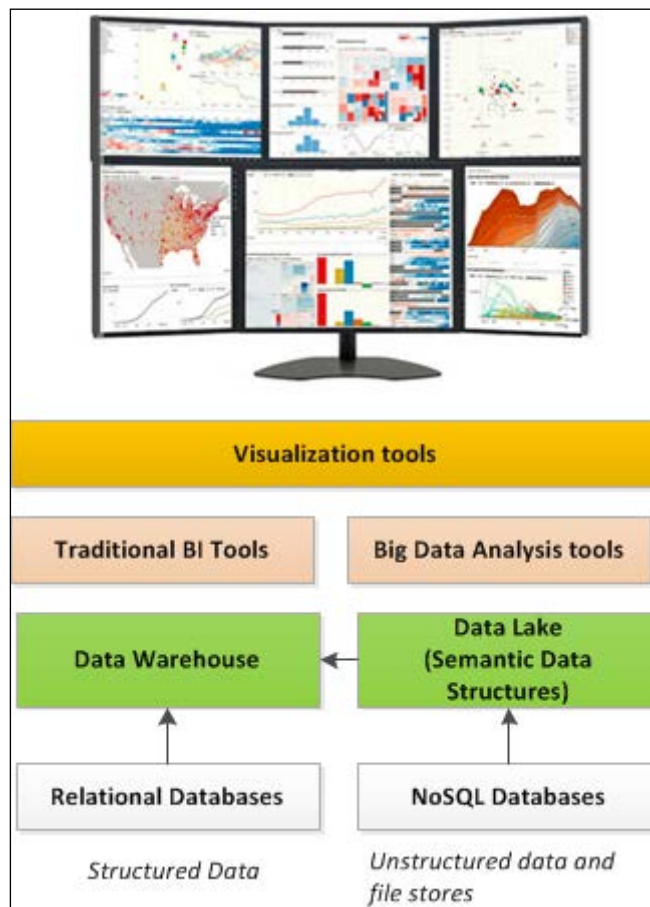 Visualization tools
Traditional BI Tools
Big Data Analysis tools
Data Warehouse
Data Lake
(Semantic Data
Structures)
Relational Databases
NoSQL Databases
Structured Data
Unstructured data and
file stores